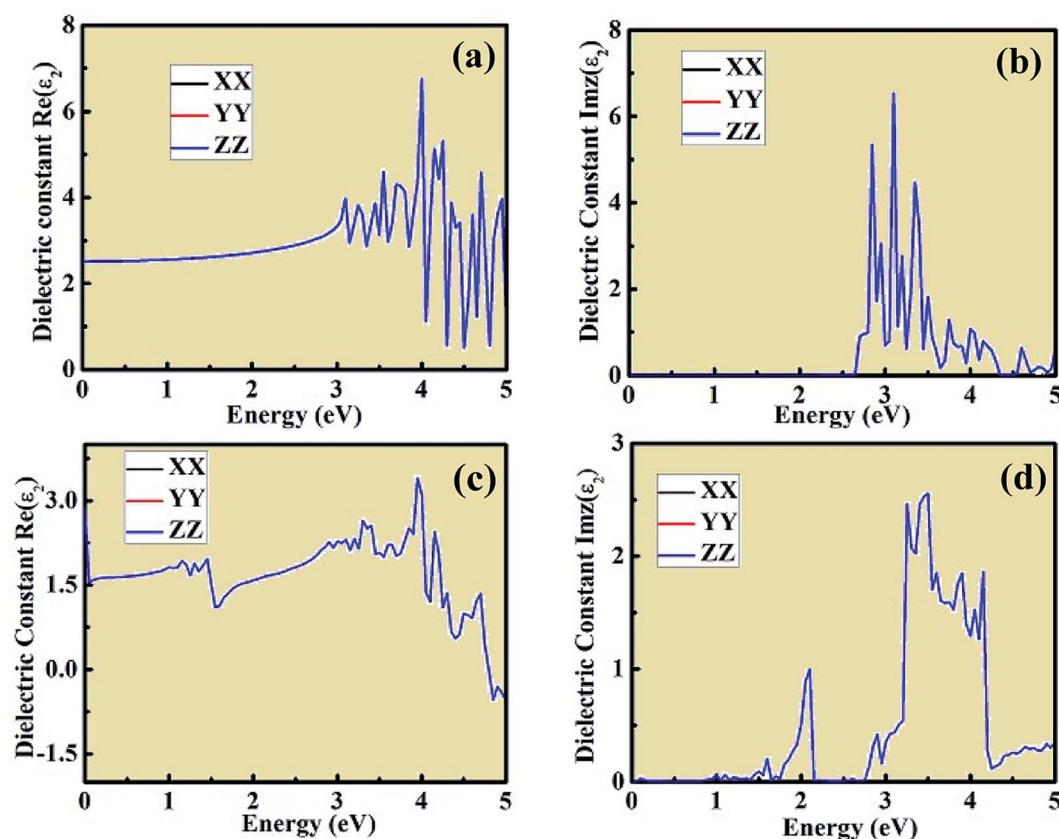 (a)
XX
YY
ZZ
Dielectric constant Re(ε₂)
8
6
4
2
0
0 1 2 3 4 5
Energy (eV)
(b)
XX
YY
ZZ
Dielectric Constant Imz(ε₂)
8
6
4
2
0
0 1 2 3 4 5
Energy (eV)
(c)
XX
YY
ZZ
Dielectric Constant Re(ε₂)
3.0
1.5
0.0
-1.5
0 1 2 3 4 5
Energy (eV)
(d)
XX
YY
ZZ
Dielectric Constant Imz(ε₂)
3
2
1
0
0 1 2 3 4 5
Energy (eV)